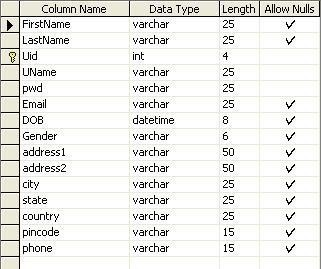 Column Name Data Type Length Allow Nulls
FirstName varchar 25
LastName varchar 25
Uid int 4
UName varchar 25
pwd varchar 25
Email varchar 25
DOB datetime 8
Gender varchar 6
address1 varchar 50
address2 varchar 50
city varchar 25
state varchar 25
country varchar 25
pincode varchar 15
phone varchar 15